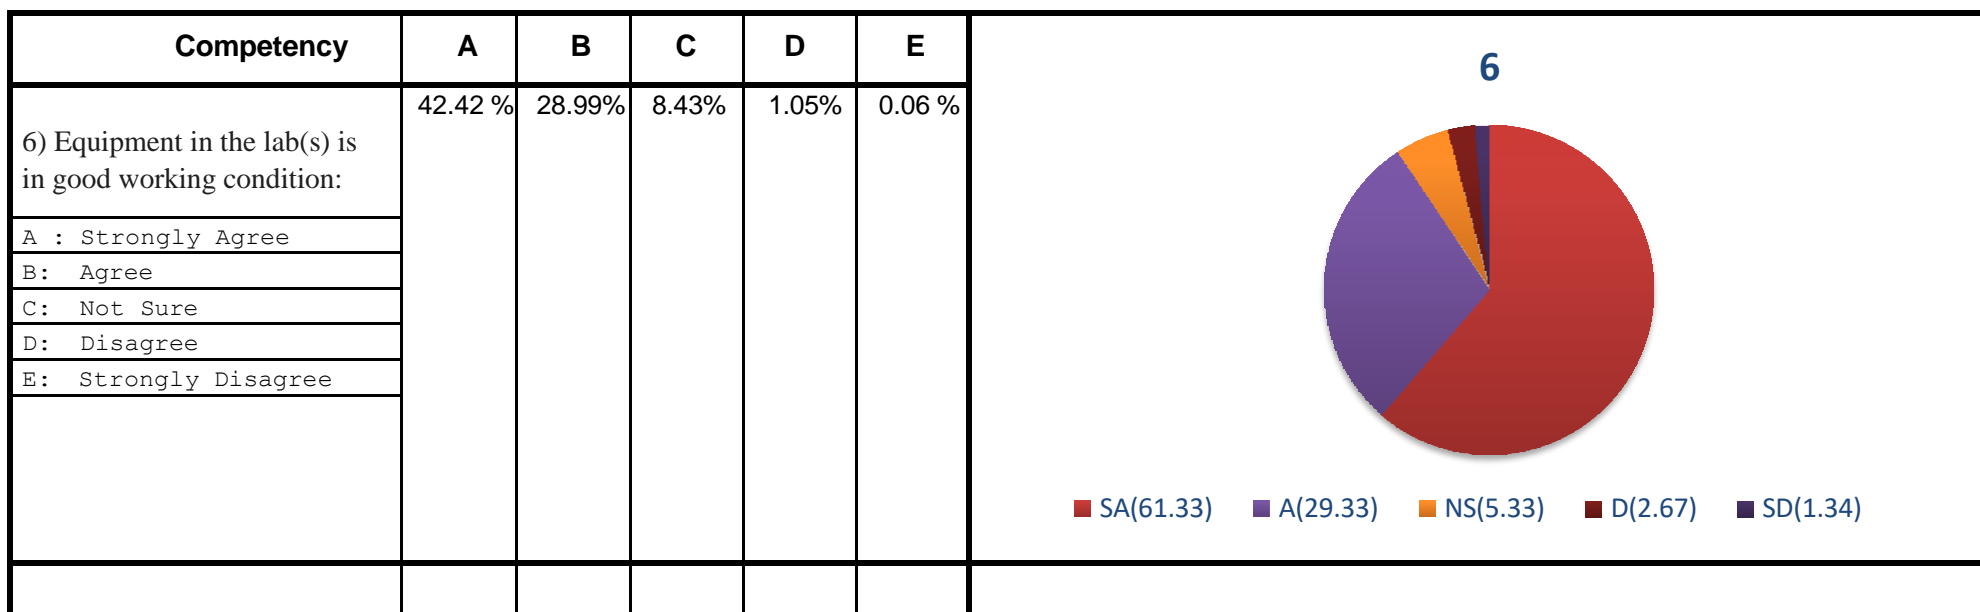 Competency A B C D E
6
42.42 % 28.99% 8.43% 1.05% 0.06 %
6) Equipment in the lab(s) is
in good working condition:
A : Strongly Agree
B: Agree
C: Not Sure
D: Disagree
E: Strongly Disagree
SA(61.33) A(29.33) NS(5.33) D(2.67) SD(1.34)